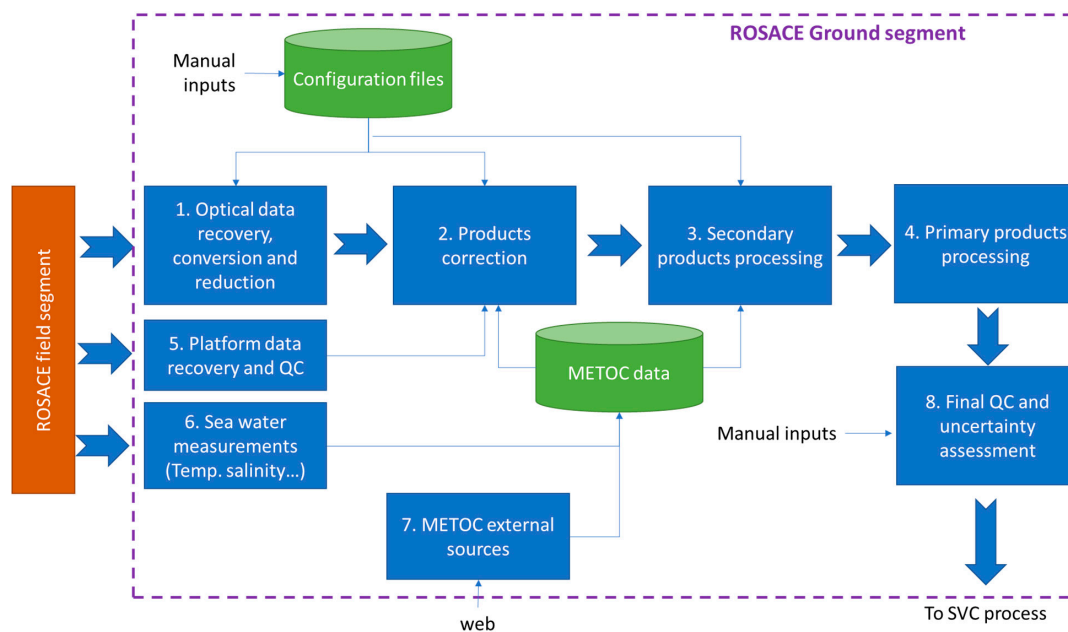 ROSACE Ground segment
Manual
inputs
Configuration files
ROSACE field segment
1. Optical data
recovery,
conversion and
reduction
2. Products
correction
3. Secondary
products processing
4. Primary products
processing
5. Platform data
recovery and QC
METOC data
6. Sea water
measurements
(Temp. salinity...)
Manual inputs
8. Final QC and
uncertainty
assessment
7. METOC external
sources
web
To SVC process